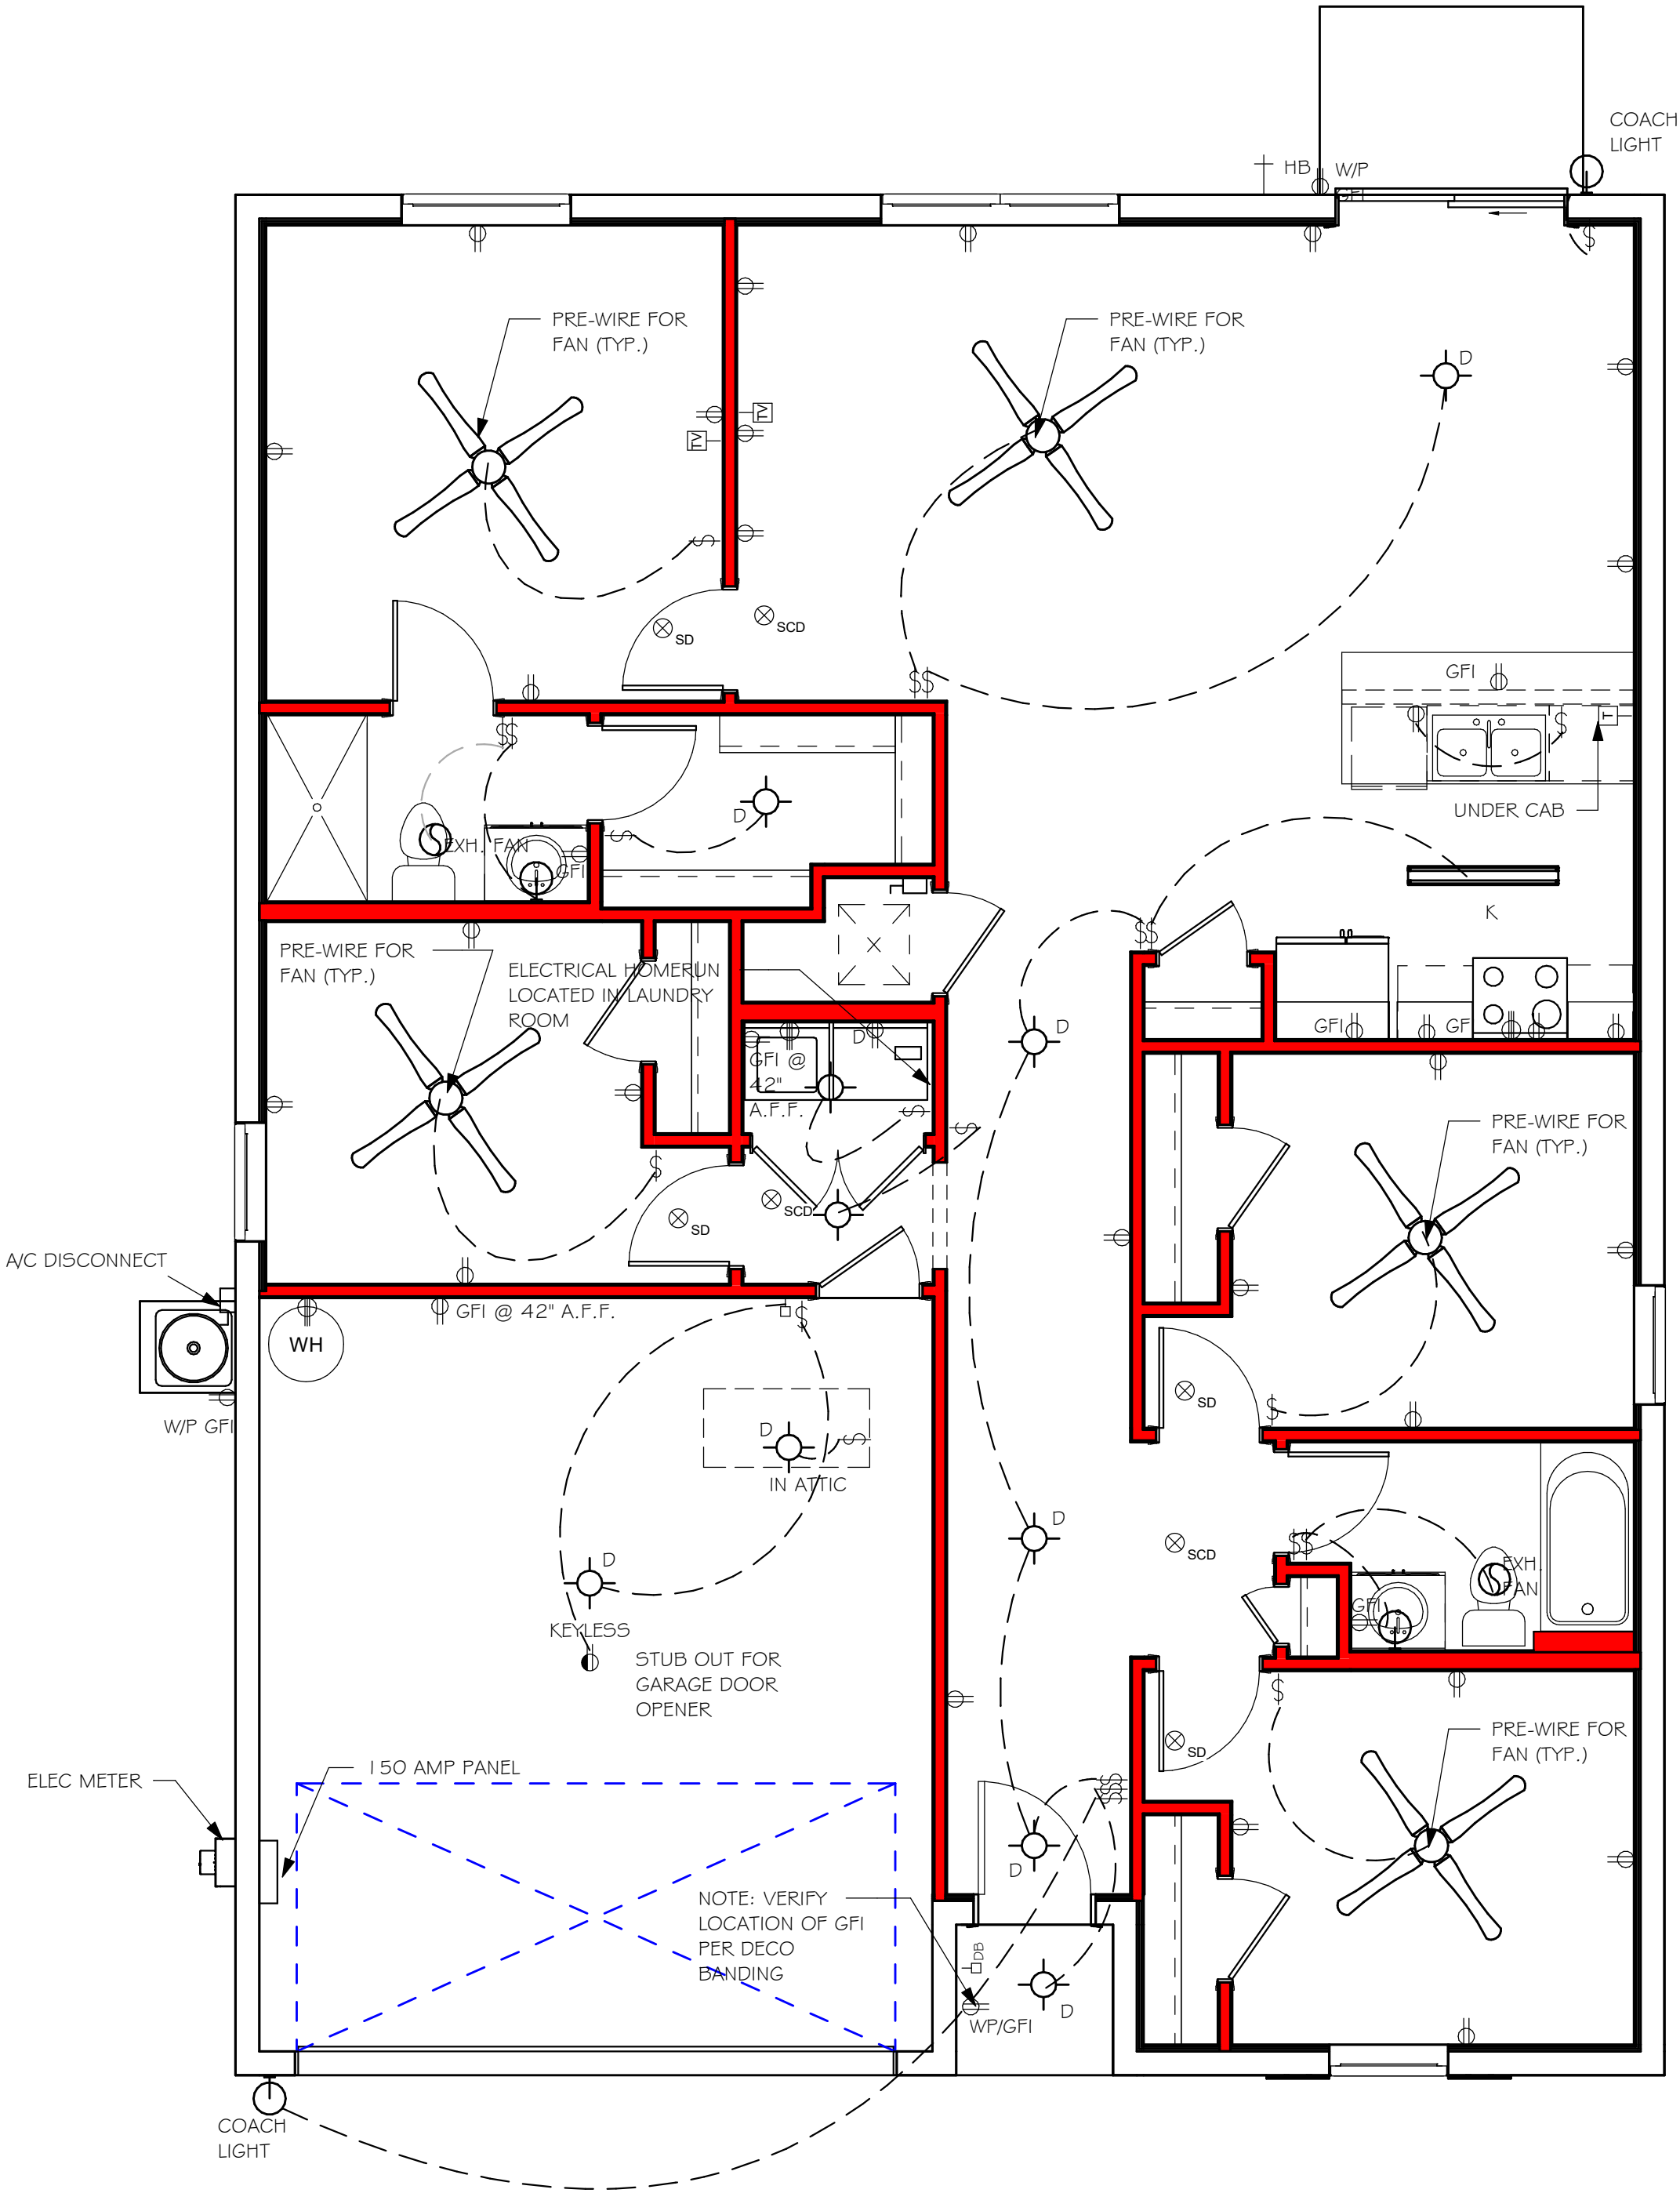 COACH
LIGHT
HB
W/P
GFI
$
PRE-WIRE FOR
FAN (TYP.)
PRE-WIRE FOR
FAN (TYP.)
D
TV
TV
$
SCD
SD
GFI
$$
$$
$
T
D
$
UNDER CAB
EXH. FAN
GFI
K
$$
PRE-WIRE FOR
FAN (TYP.)
X
ELECTRICAL HOMERUN
LOCATED IN LAUNDRY
ROOM
D
GFI
GF
D
GFI @
42"
A.F.F.
$
$
PRE-WIRE FOR
FAN (TYP.)
$
SCD
SD
A/C DISCONNECT
GFI @ 42" A.F.F.
$
WH
SD
$
W/P GFI
D
$
IN ATTIC
D
$$
SCD
D
EXH.
FAN
GFI
KEYLESS
STUB OUT FOR
GARAGE DOOR
OPENER
$
PRE-WIRE FOR
FAN (TYP.)
SD
150 AMP PANEL
ELEC METER
$$$
D
NOTE: VERIFY
LOCATION OF GFI
PER DECO
BANDING
DB
D
WP/GFI
COACH
LIGHT